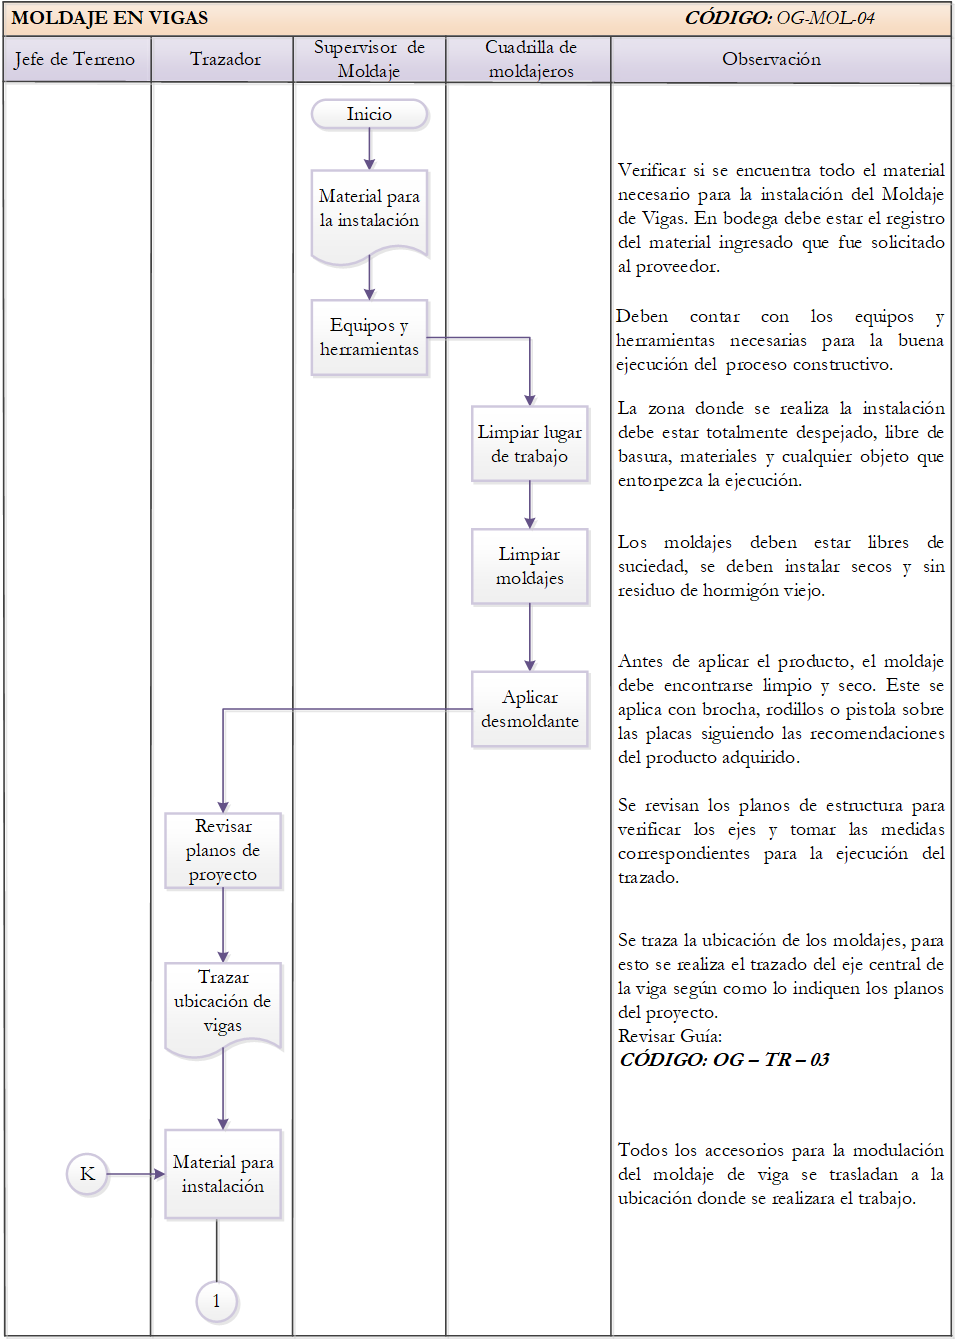 MOLDAJE EN VIGAS
CÓDIGO: OG-MOL-04
Jefe de Terreno
Trazador
Supervisor de
Moldaje
Cuadrilla de
moldajeros
Observación
Inicio
Material para
la instalación
Verificar si se encuentra todo el material
necesario para la instalación del Moldaje
de Vigas. En bodega debe estar el registro
del material ingresado que fue solicitado
al proveedor.
Equipos y
herramientas
Deben contar con los equipos y
herramientas necesarias para la buena
ejecución del proceso constructivo.
Limpiar lugar
de trabajo
La zona donde se realiza la instalación
debe estar totalmente despejado, libre de
basura, materiales y cualquier objeto que
entorpezca la ejecución.
Limpiar
moldajes
Los moldajes deben estar libres de
suciedad, se deben instalar secos y sin
residuo de hormigón viejo.
Aplicar
desmoldante
Antes de aplicar el producto, el moldaje
debe encontrarse limpio y seco. Este se
aplica con brocha, rodillos o pistola sobre
las placas siguiendo las recomendaciones
del producto adquirido.
Revisar
planos de
proyecto
Se revisan los planos de estructura para
verificar los ejes y tomar las medidas
correspondientes para la ejecución del
trazado.
Trazar
ubicación de
vigas
Se traza la ubicación de los moldajes, para
esto se realiza el trazado del eje central de
la viga según como lo indiquen los planos
del proyecto.
Revisar Guía:
CÓDIGO: OG – TR – 03
K
Material para
instalación
Todos los accesorios para la modulación
del moldaje de viga se trasladan a la
ubicación donde se realizara el trabajo.
1